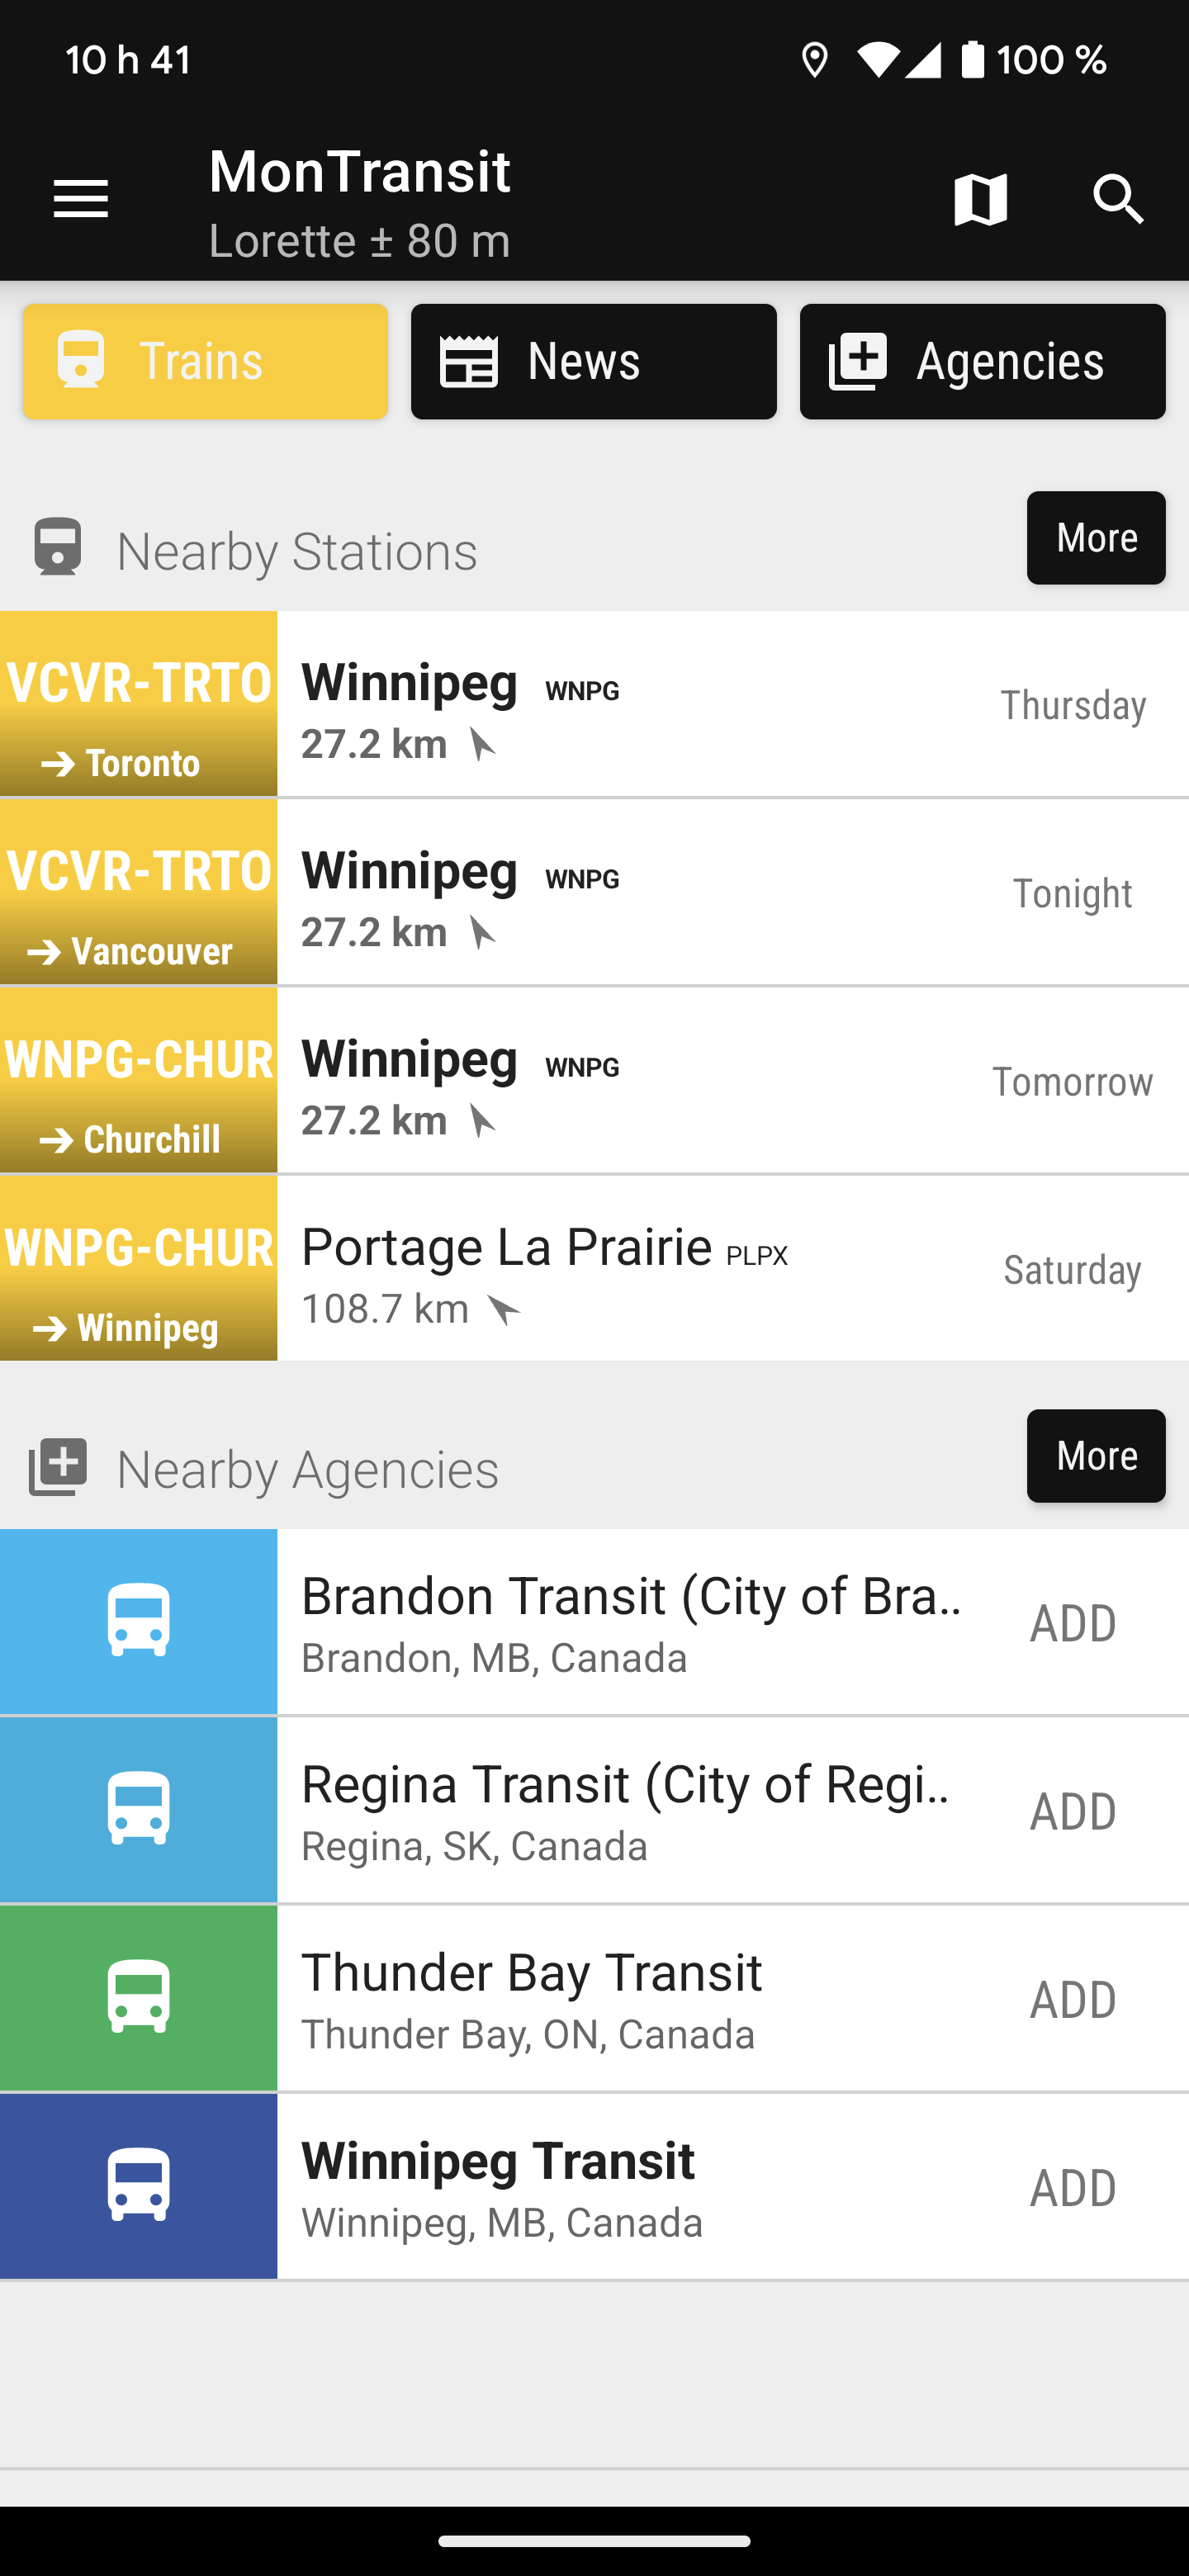 10 h 41
100 %
MonTransit
Lorette ± 80 m
Trains
News
Agencies
Nearby Stations
More
VCVR-TRTO
→ Toronto
Winnipeg WNPG
27.2 km
Thursday
VCVR-TRTO
→ Vancouver
Winnipeg WNPG
27.2 km
Tonight
WNPG-CHUR
→ Churchill
Winnipeg WNPG
27.2 km
Tomorrow
WNPG-CHUR
→ Winnipeg
Portage La Prairie PLPX
108.7 km
Saturday
Nearby Agencies
More
Brandon Transit (City of Bra..
Brandon, MB, Canada
ADD
Regina Transit (City of Regi..
Regina, SK, Canada
ADD
Thunder Bay Transit
Thunder Bay, ON, Canada
ADD
Winnipeg Transit
Winnipeg, MB, Canada
ADD